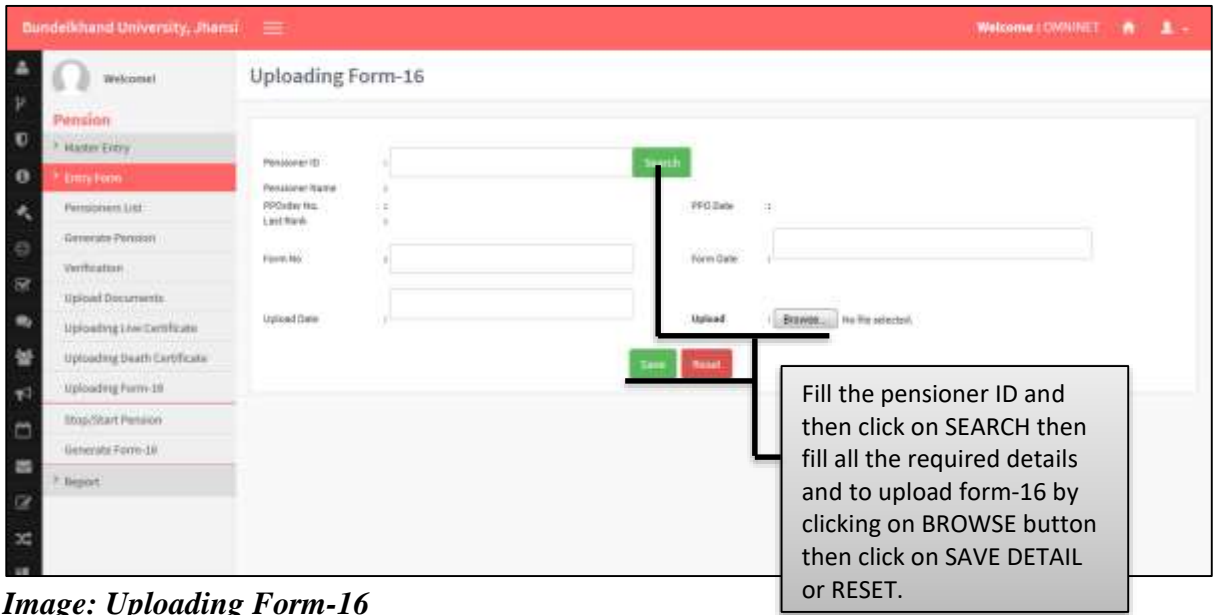 Bundelkhand University, Jhansi
Welcome : OMNINET
Welcome!
Uploading Form-16
Pension
Master Entry
Entry Form
Pensioners List
Generate Pension
Verification
Upload Documents
Uploading Live Certificate
Uploading Death Certificate
Uploading Form-16
Stop/Start Pension
Generate Form-16
Report
Pensioner ID :
Search
Pensioner Name :
PPOrder No. :
PPO Date :
Last Rank :
Form No :
Form Date :
Upload Date :
Upload : Browse... No file selected.
Save Reset
Fill the pensioner ID and
then click on SEARCH then
fill all the required details
and to upload form-16 by
clicking on BROWSE button
then click on SAVE DETAIL
or RESET.
Image: Uploading Form-16